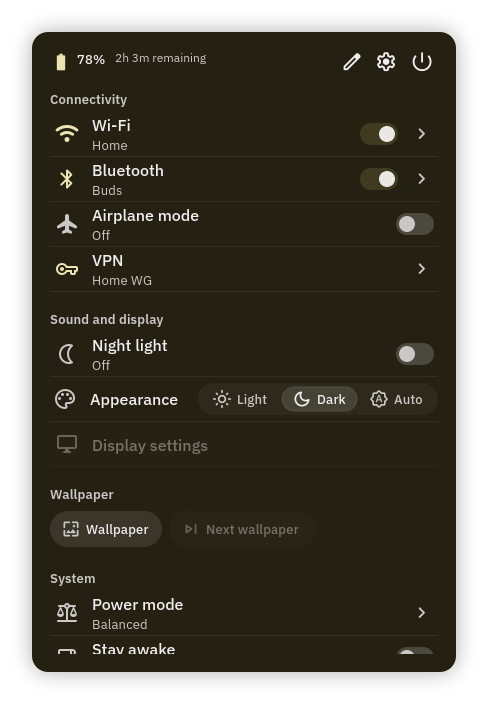 78% 2h 3m remaining
Connectivity
Wi-Fi
Home
Bluetooth
Buds
Airplane mode
Off
VPN
Home WG
Sound and display
Night light
Off
Appearance Light Dark Auto
Display settings
Wallpaper
Wallpaper Next wallpaper
System
Power mode
Balanced
Stay awake